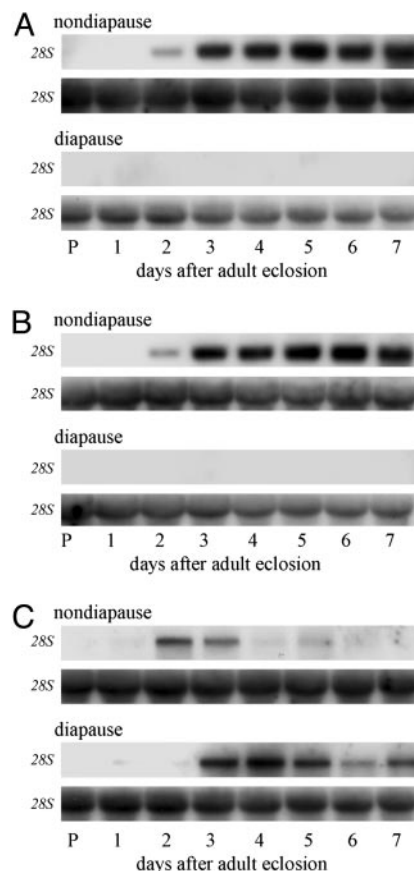 A
nondiapause
28S
28S
diapause
28S
28S
P 1 2 3 4 5 6 7
days after adult eclosion
B
nondiapause
28S
28S
diapause
28S
28S
P 1 2 3 4 5 6 7
days after adult eclosion
C
nondiapause
28S
28S
diapause
28S
28S
P 1 2 3 4 5 6 7
days after adult eclosion